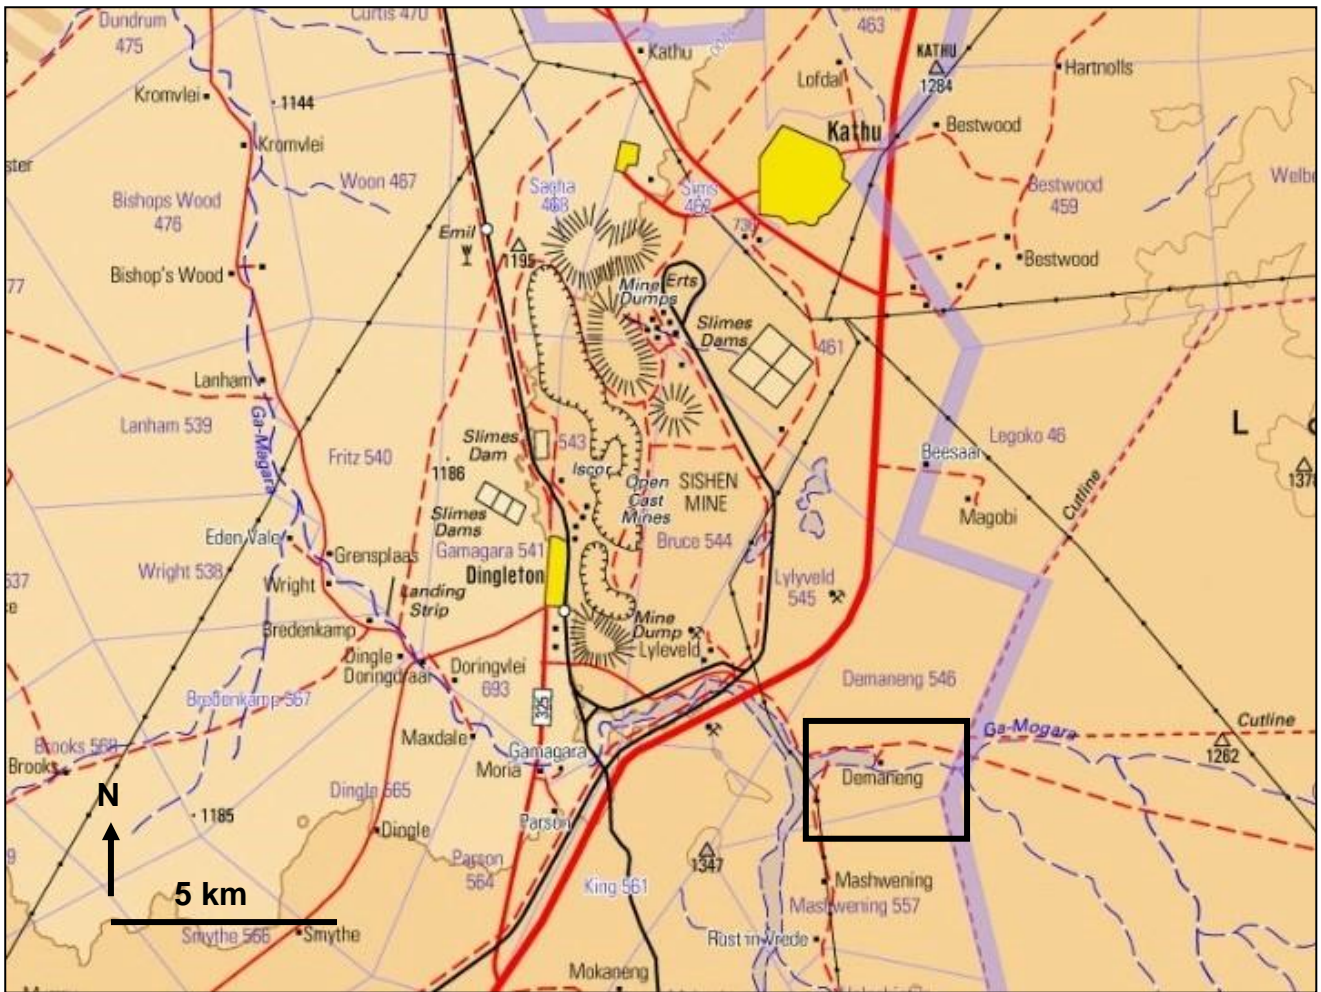 Dundrum
475
Curtis 470
463
Kathu
Lofdal
KATHU
1284
Hartnolls
Kromvlei
1144
Kromvlei
Kathu
Bestwood
Woon 467
Sacha
468
Sims
462
Bestwood
459
Bishops Wood
476
Emil
1195
730
Bestwood
Bishop's Wood
77
Mine
Dumps
Erts
Slimes
Dams
461
Lanham
Lanham 539
Ga-Magara
Fritz 540
Slimes
Dam
543
1186
Iscor
Open
Cast
Mines
SISHEN
MINE
Legoko 46
Beesaar
L
Cutline
Magobi
Slimes
Dams
Eden Vale
Grensplaas
Gamagara 541
Bruce 544
Wright 538
Wright
Dingleton
Landing
Strip
Lylyveld
545
537
Bredenkamp
Mine
Dump
Lyleveld
Dingle
Doringdraai
Doringvlei
693
Demaneng 546
Bredenkamp 567
325
Maxdale
Gamagara
Moria
Brooks 568
Brooks
Ga-Mogara
Cutline
1262
Demaneng
N
Dingle 565
1185
Dingle
Parson
Parson
564
1347
5 km
King 561
Mashwening
Mashwening 557
Smythe 566
Smythe
Rust in Vrede
Mokaneng